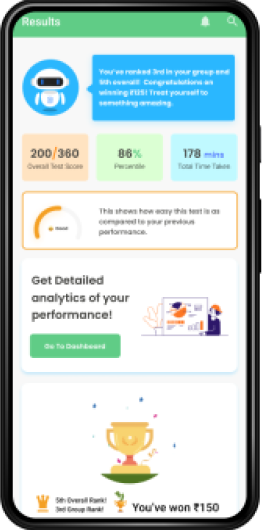 Results
You've ranked 3rd in your group and
5th overall! Congratulations on
winning ₹125! Treat yourself to
something amazing.
200/360
Overall Test Score
86%
Percentile
178 mins
Total Time Taken
This shows how easy this test is as
compared to your previous
performance.
Get Detailed
analytics of your
performance!
Go To Dashboard
5th Overall Rank!
3rd Group Rank!
You've won ₹150